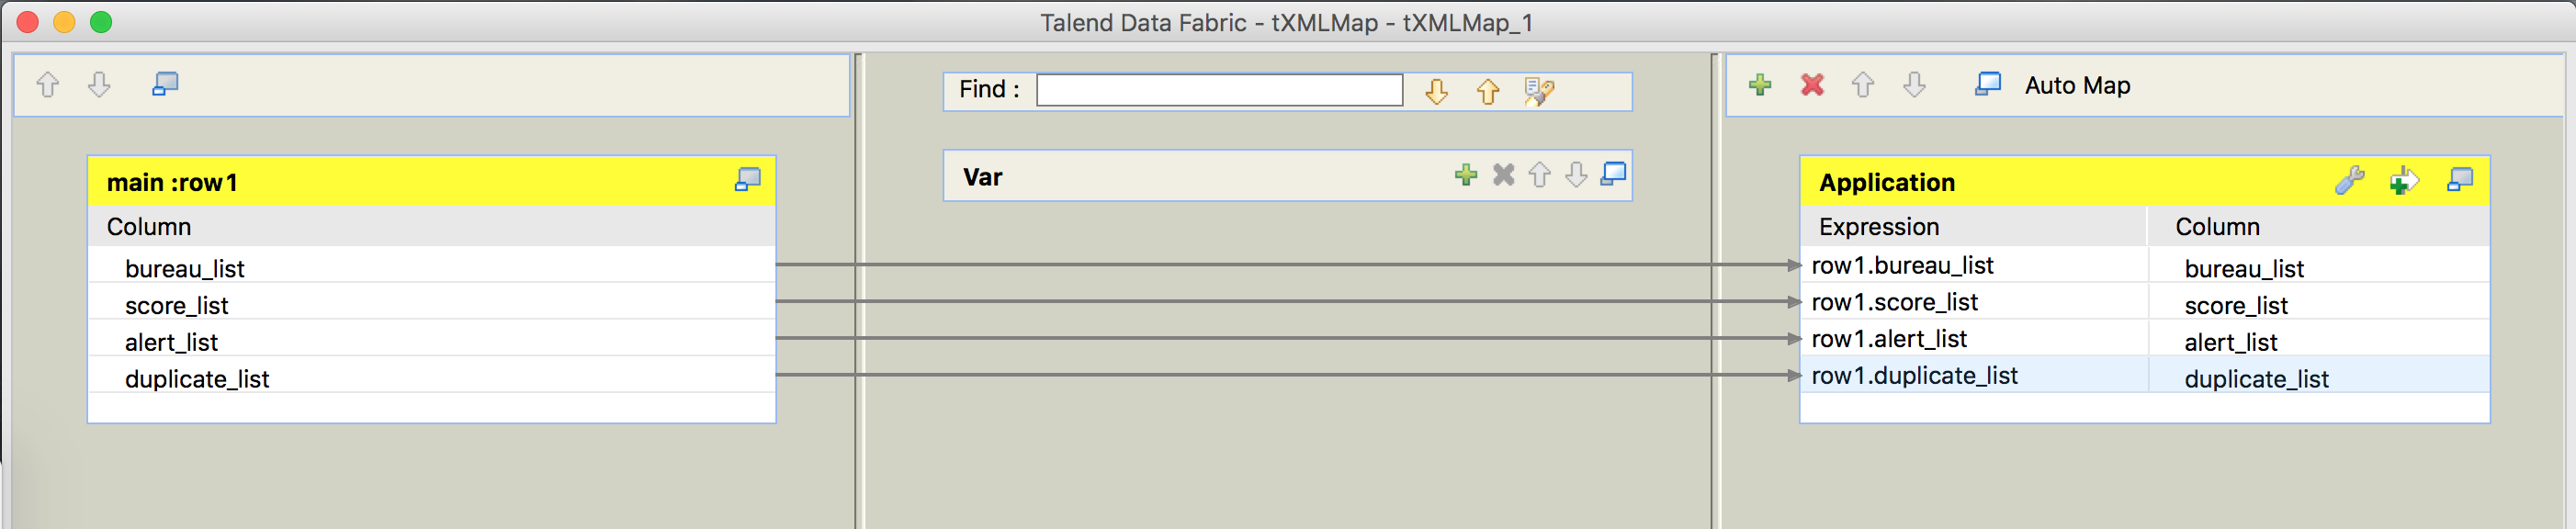 Talend Data Fabric - tXMLMap - tXMLMap_1
Find :
Auto Map
main :row1
Column
bureau_list
score_list
alert_list
duplicate_list
Var
Application
Expression Column
row1.bureau_list bureau_list
row1.score_list score_list
row1.alert_list alert_list
row1.duplicate_list duplicate_list